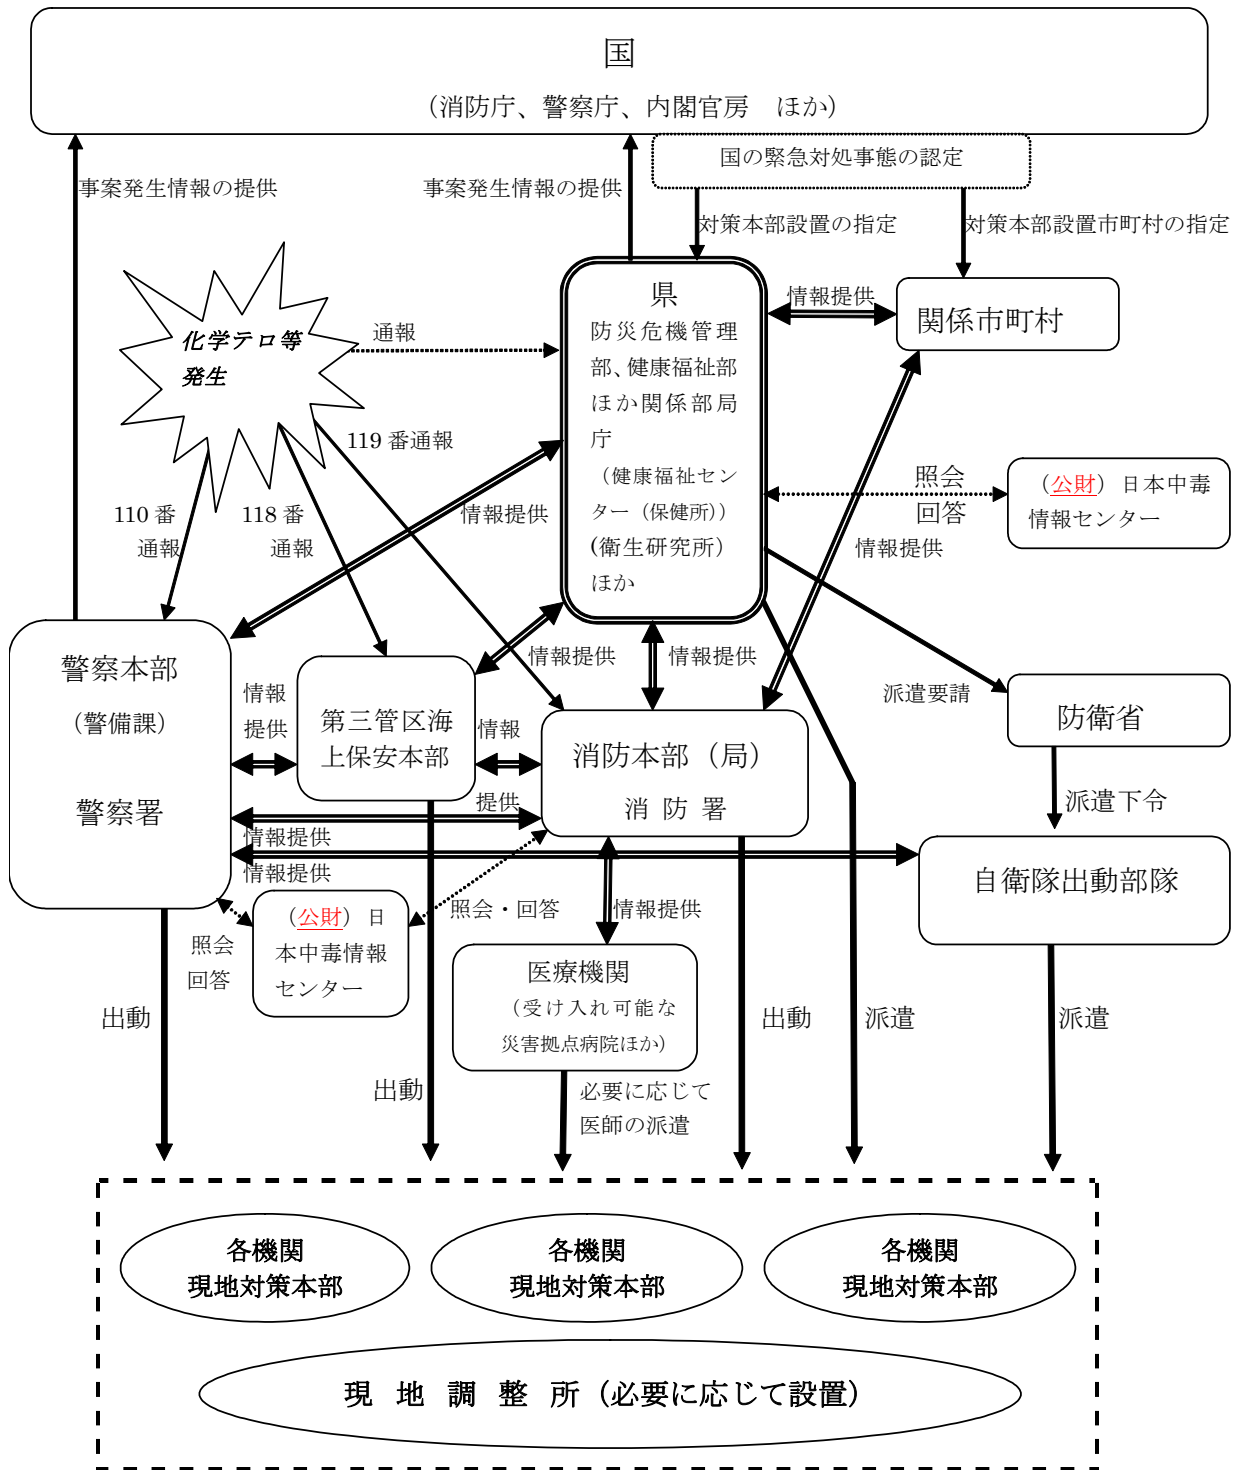 国
（消防庁、警察庁、内閣官房　ほか）
国の緊急対処事態の認定
事案発生情報の提供
事案発生情報の提供
対策本部設置の指定
対策本部設置市町村の指定
化学テロ等
発生
通報
県
防災危機管理
部、健康福祉部
ほか関係部局
庁
（健康福祉セン
ター（保健所））
(衛生研究所）
ほか
情報提供
関係市町村
119 番通報
110 番
通報
118 番
通報
情報提供
照会
回答
（公財）日本中毒
情報センター
情報提供
警察本部
（警備課）
警察署
情報
提供
第三管区海
上保安本部
情報提供
情報提供
情報
提供
消防本部（局）
消 防 署
派遣要請
防衛省
派遣下令
情報提供
情報提供
自衛隊出動部隊
（公財）日
本中毒情報
センター
照会・回答
情報提供
照会
回答
医療機関
（受け入れ可能な
災害拠点病院ほか）
出動
出動
出動
派遣
派遣
必要に応じて
医師の派遣
各機関
現地対策本部
各機関
現地対策本部
各機関
現地対策本部
現　地　調　整　所（必要に応じて設置）